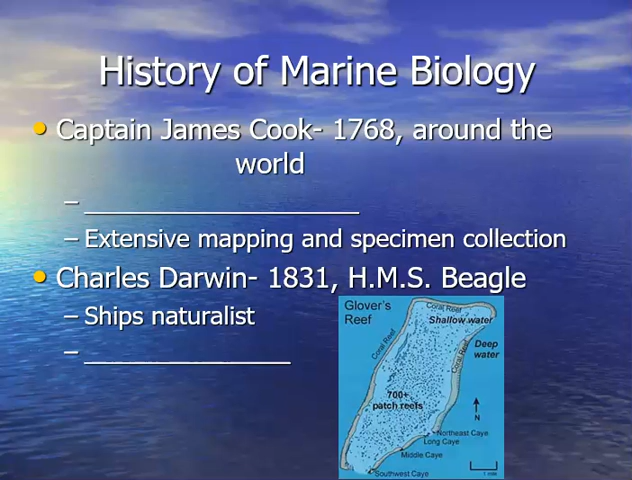 History of Marine Biology
• Captain James Cook- 1768, around the
world
– ____________________
– Extensive mapping and specimen collection
• Charles Darwin- 1831, H.M.S. Beagle
– Ships naturalist
– _______________
Glover's
Reef
Coral Reef
Shallow water
Coral Reef
Coral Reef
Deep
water
700+
patch reefs
N
Northeast Caye
Long Caye
Middle Caye
Southwest Caye